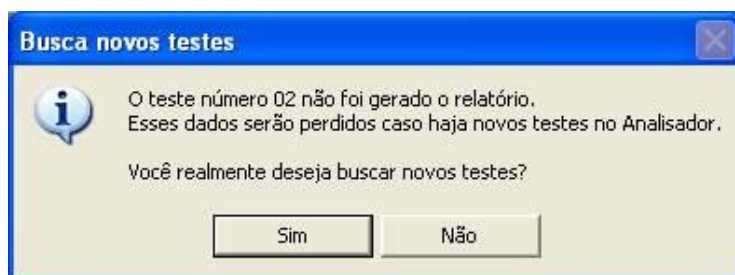 Busca novos testes
O teste número 02 não foi gerado o relatório.
Esses dados serão perdidos caso haja novos testes no Analisador.
Você realmente deseja buscar novos testes?
Sim
Não